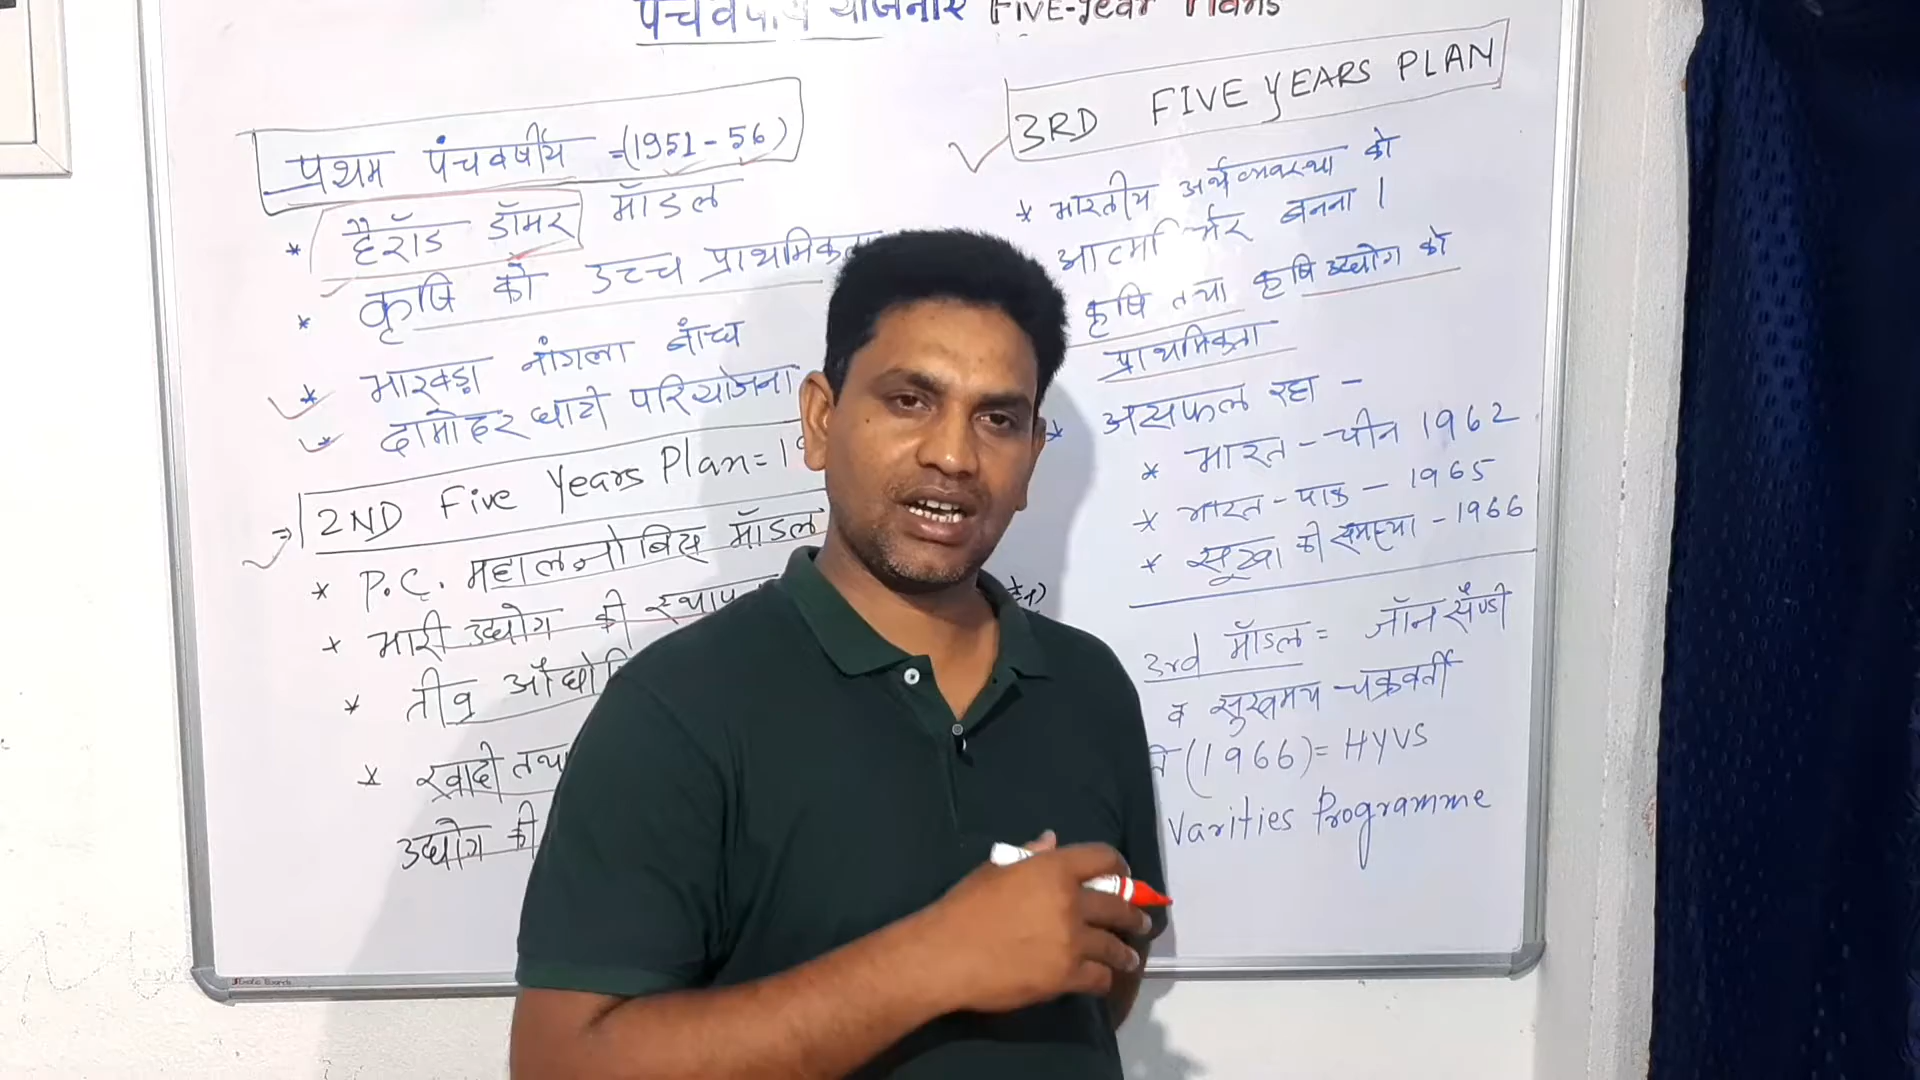 पंचवर्षीय योजनाएं Five-Year Plans
प्रथम पंचवर्षीय =(1951-56)
* हैरॉड डॉमर मॉडल
* कृषि को उच्च प्राथमिकता
* भाखड़ा नांगला बांध
* दामोदर घाटी परियोजना
⇒ 2ND Five Years Plan= 19
* P.C. महालनोबिस मॉडल
* भारी उद्योग की स्थाप
* तीव्र औद्योगि
* खादी तथा
उद्योग की
3RD FIVE YEARS PLAN
* भारतीय अर्थव्यवस्था को
आत्मनिर्भर बनना ।
कृषि तथा कृषि उद्योग को
प्राथमिकता
* असफल रहा -
* भारत - चीन 1962
* भारत - पाक - 1965
* सूखा की समस्या - 1966
3rd मॉडल = जॉन सैण्डी
व सुखमय चक्रवर्ती
(1966)= HYVS
Varities Programme